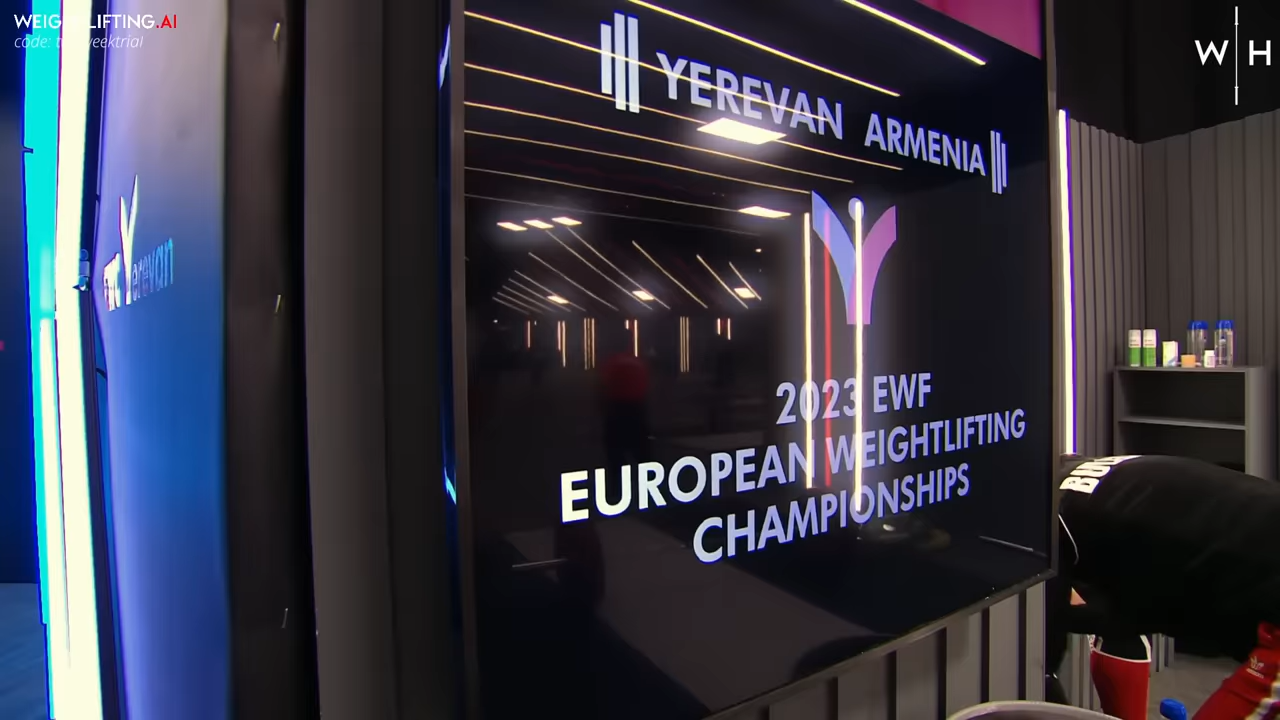 WEIGHTLIFTING.AI
W H
YEREVAN ARMENIA
Yerevan
2023 EWF
EUROPEAN WEIGHTLIFTING
CHAMPIONSHIPS